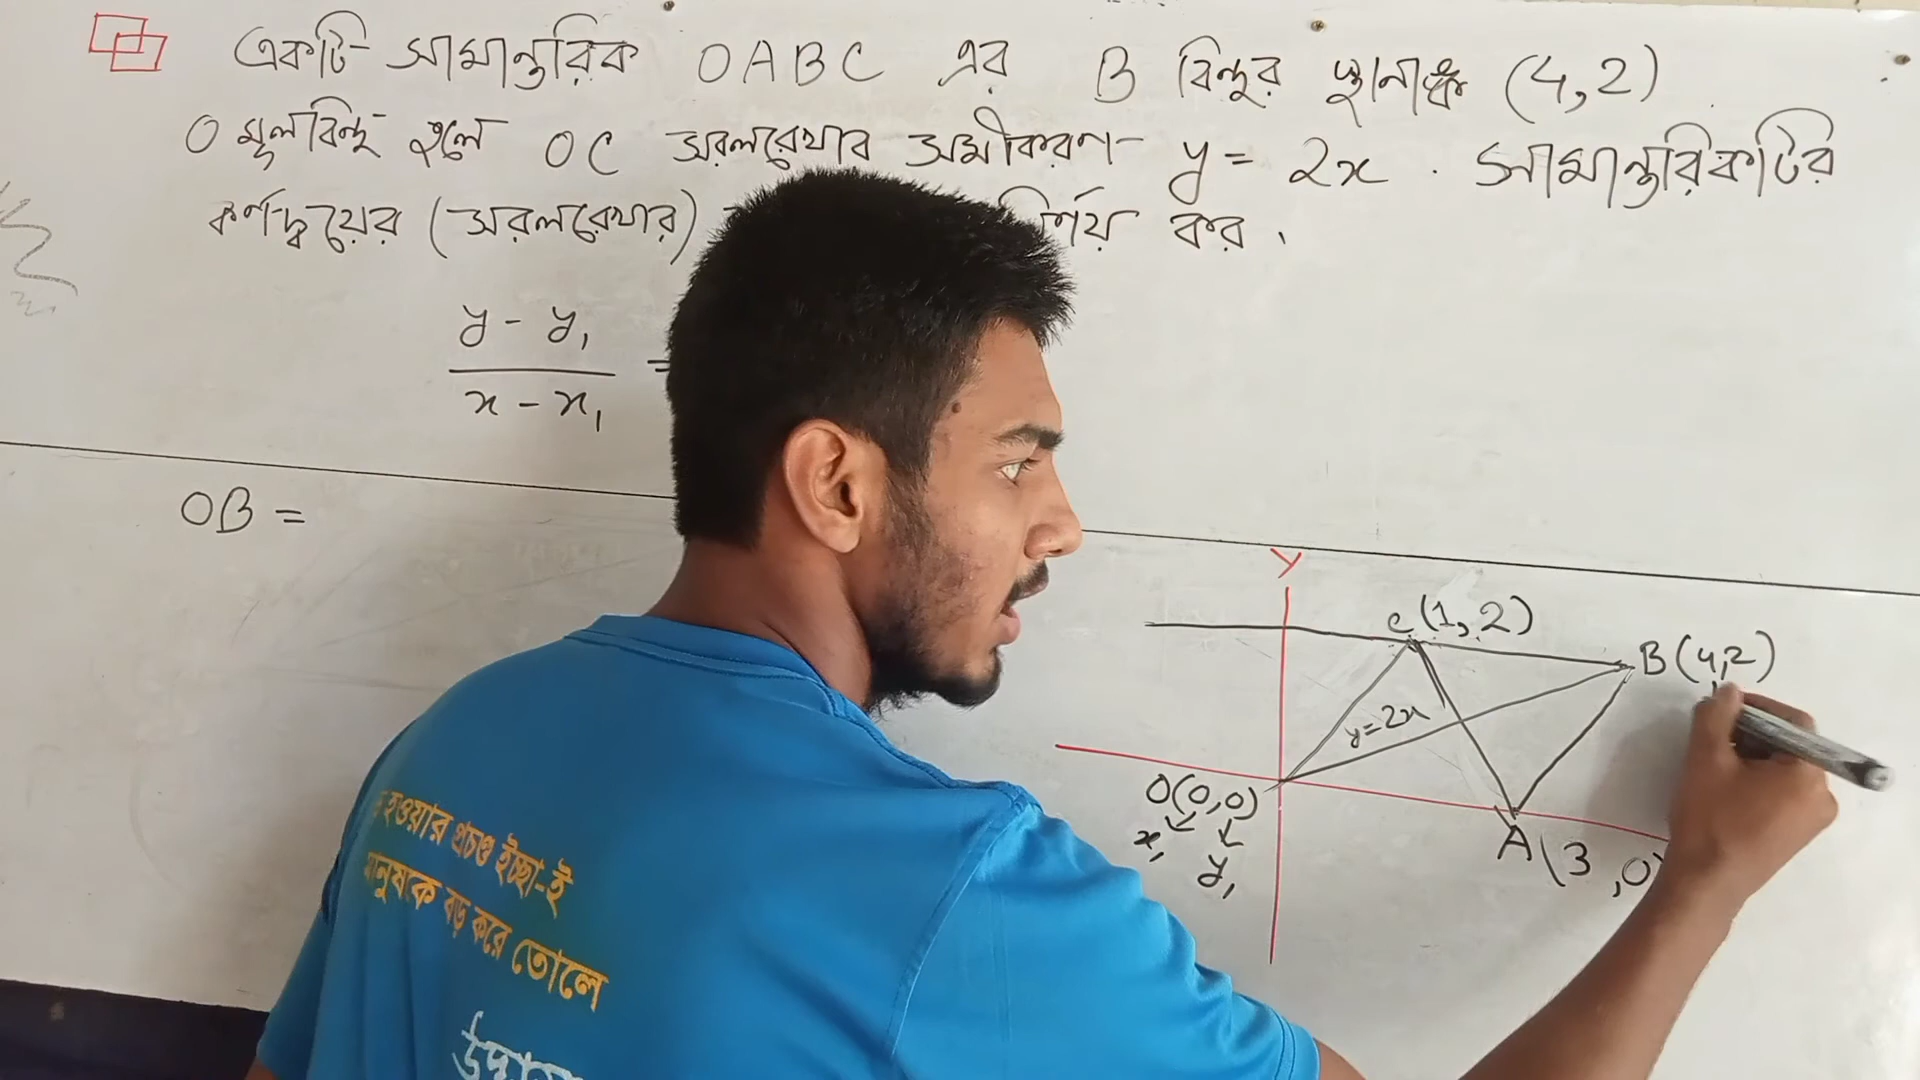 একটি সামান্তরিক OABC এর B বিন্দুর স্থানাঙ্ক (4,2)
O মূলবিন্দু হলে OC সরলরেখার সমীকরণ y = 2x . সামান্তরিকটির
কর্ণদ্বয়ের (সরলরেখার) নির্ণয় কর .
y - y₁
x - x₁
=
OB =
Y
C (1, 2)
B (4,2)
y = 2x
O(0,0)
x₁
y₁
A (3 ,0)
হওয়ার প্রচণ্ড ইচ্ছা-ই
মানুষকে বড় করে তোলে